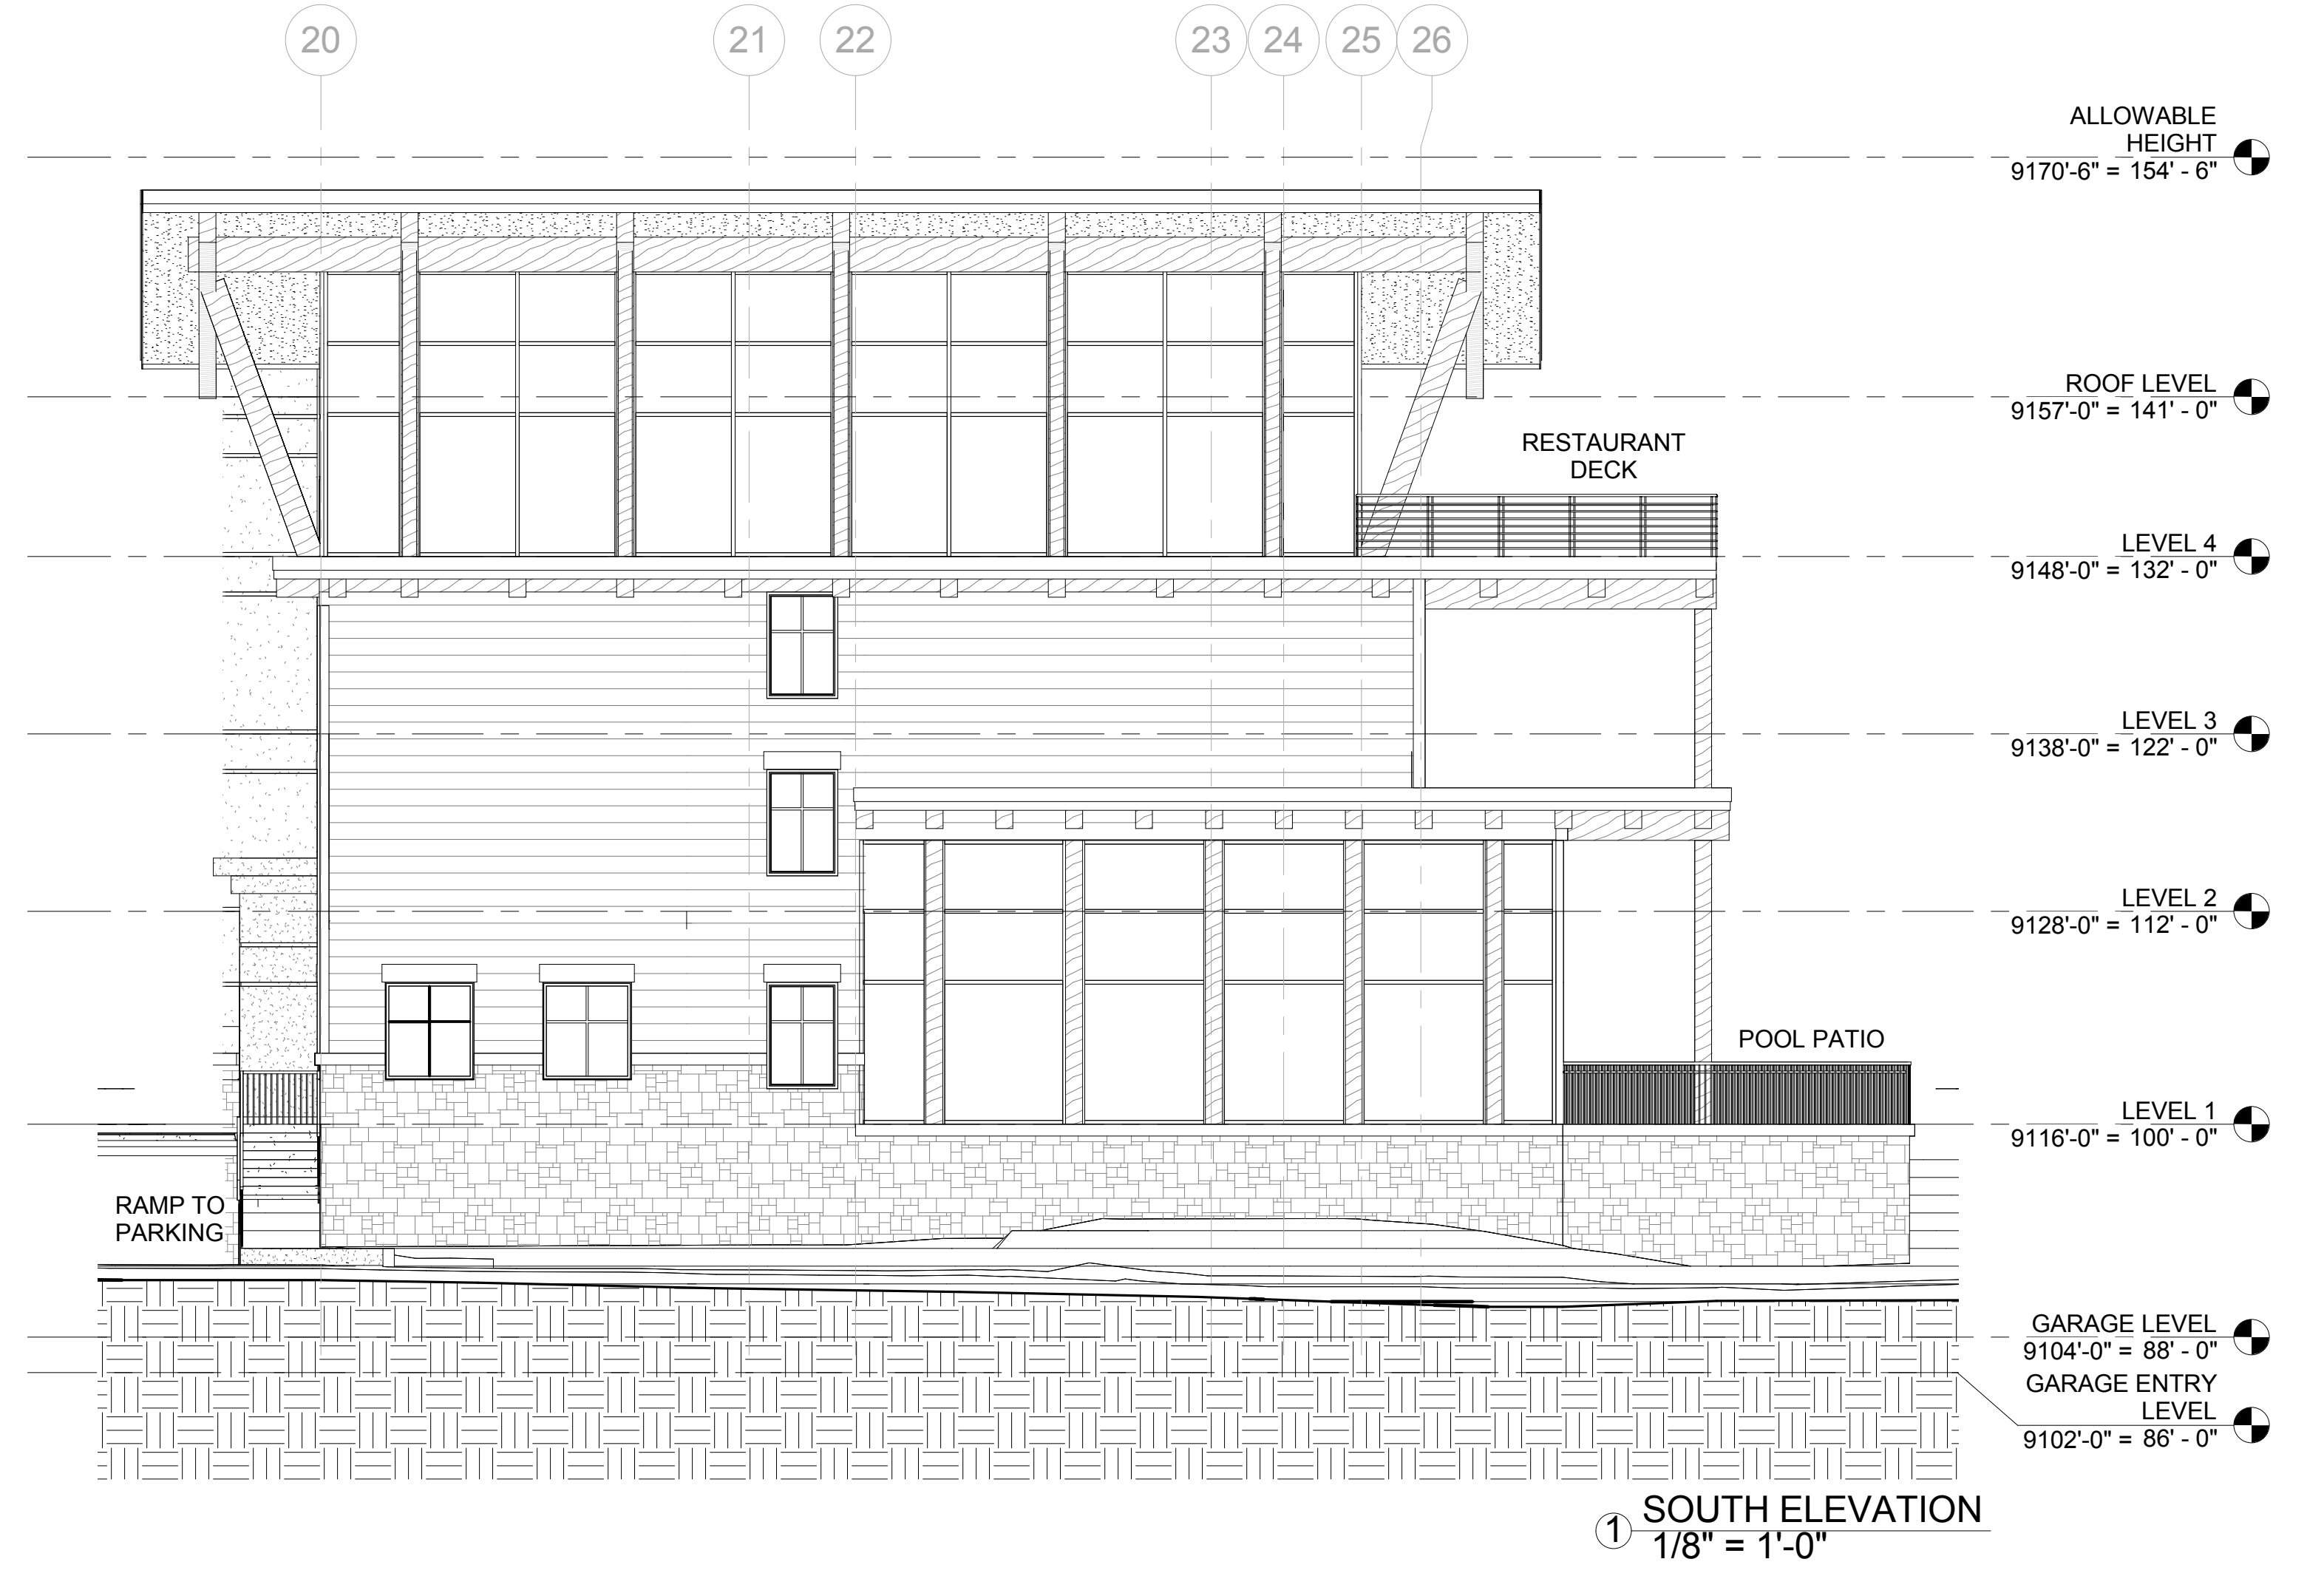 20 21 22 23 24 25 26
ALLOWABLE
HEIGHT
9170'-6" = 154' - 6"
ROOF LEVEL
9157'-0" = 141' - 0"
RESTAURANT
DECK
LEVEL 4
9148'-0" = 132' - 0"
LEVEL 3
9138'-0" = 122' - 0"
LEVEL 2
9128'-0" = 112' - 0"
POOL PATIO
LEVEL 1
9116'-0" = 100' - 0"
RAMP TO
PARKING
GARAGE LEVEL
9104'-0" = 88' - 0"
GARAGE ENTRY
LEVEL
9102'-0" = 86' - 0"
1 SOUTH ELEVATION
1/8" = 1'-0"